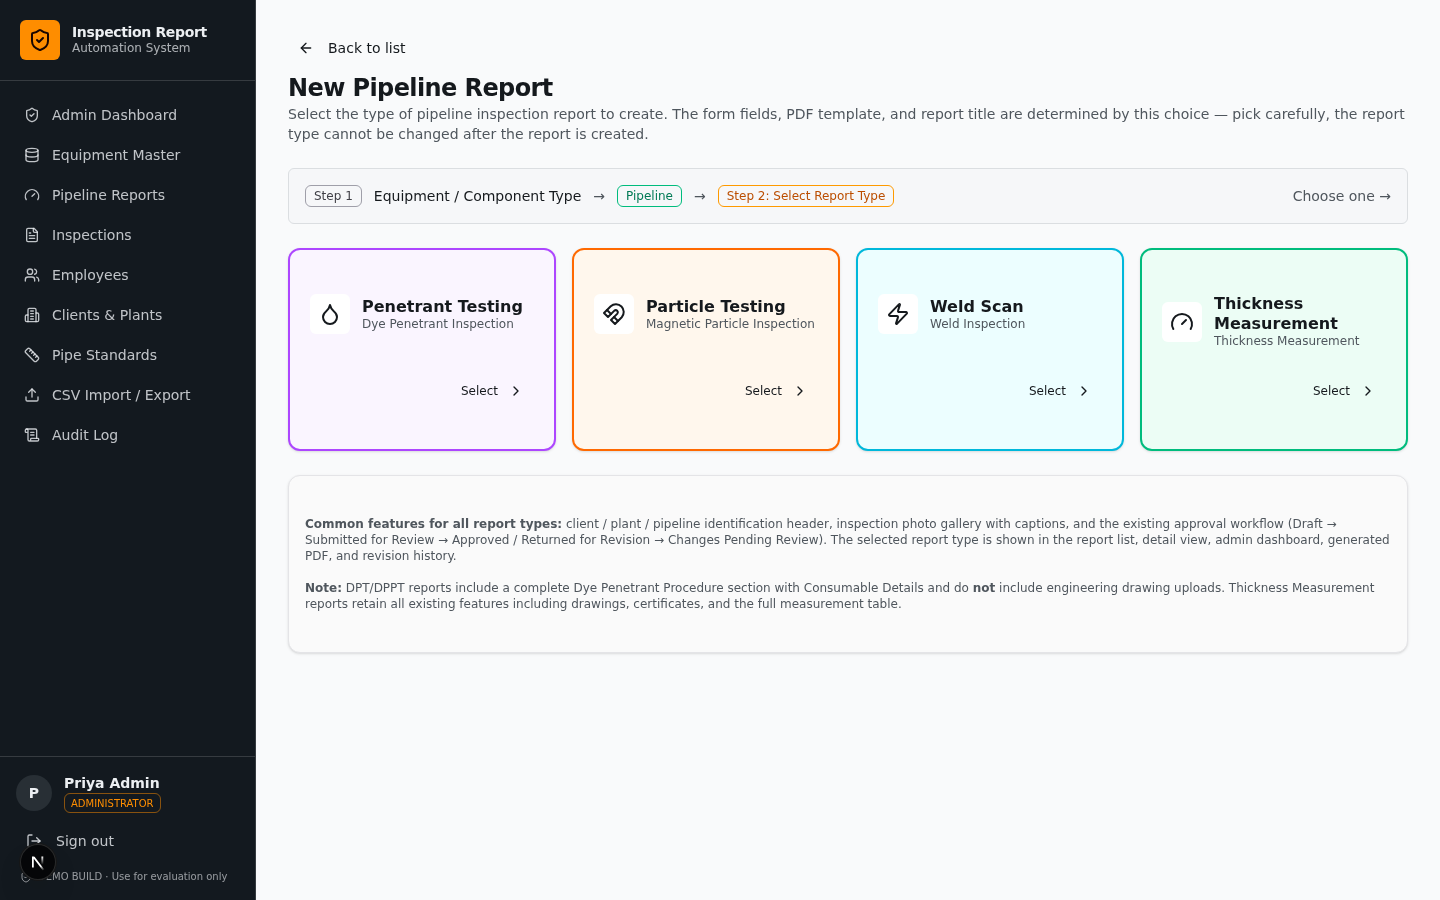 Inspection Report
Automation System
Admin Dashboard
Equipment Master
Pipeline Reports
Inspections
Employees
Clients & Plants
Pipe Standards
CSV Import / Export
Audit Log
P
Priya Admin
ADMINISTRATOR
Sign out
N
MO BUILD · Use for evaluation only
Back to list
New Pipeline Report
Select the type of pipeline inspection report to create. The form fields, PDF template, and report title are determined by this choice — pick carefully, the report
type cannot be changed after the report is created.
Step 1 Equipment / Component Type → Pipeline → Step 2: Select Report Type Choose one →
Penetrant Testing
Dye Penetrant Inspection
Select
Particle Testing
Magnetic Particle Inspection
Select
Weld Scan
Weld Inspection
Select
Thickness
Measurement
Thickness Measurement
Select
Common features for all report types: client / plant / pipeline identification header, inspection photo gallery with captions, and the existing approval workflow (Draft →
Submitted for Review → Approved / Returned for Revision → Changes Pending Review). The selected report type is shown in the report list, detail view, admin dashboard, generated
PDF, and revision history.
Note: DPT/DPPT reports include a complete Dye Penetrant Procedure section with Consumable Details and do not include engineering drawing uploads. Thickness Measurement
reports retain all existing features including drawings, certificates, and the full measurement table.